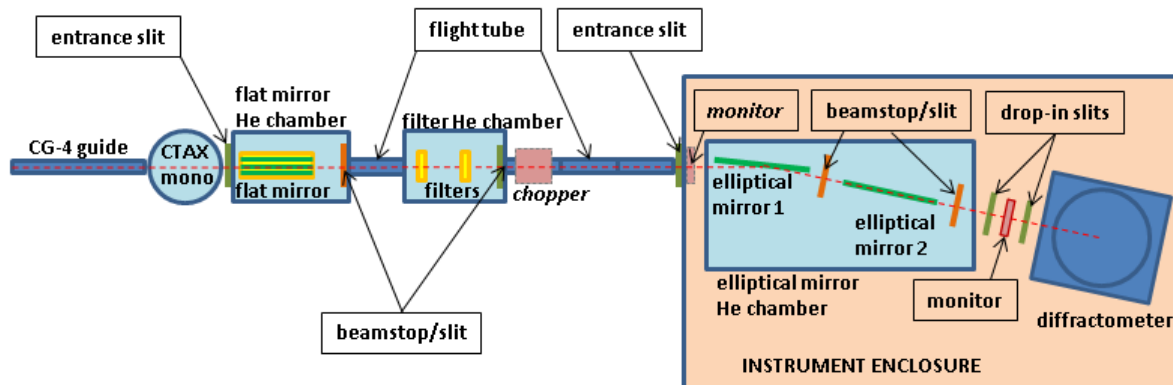 entrance slit
flight tube
entrance slit
flat mirror
He chamber
filter He chamber
monitor
beamstop/slit
drop-in slits
CG-4 guide
CTAX
mono
flat mirror
filters
chopper
elliptical
mirror 1
elliptical
mirror 2
beamstop/slit
elliptical mirror
He chamber
monitor
diffractometer
INSTRUMENT ENCLOSURE